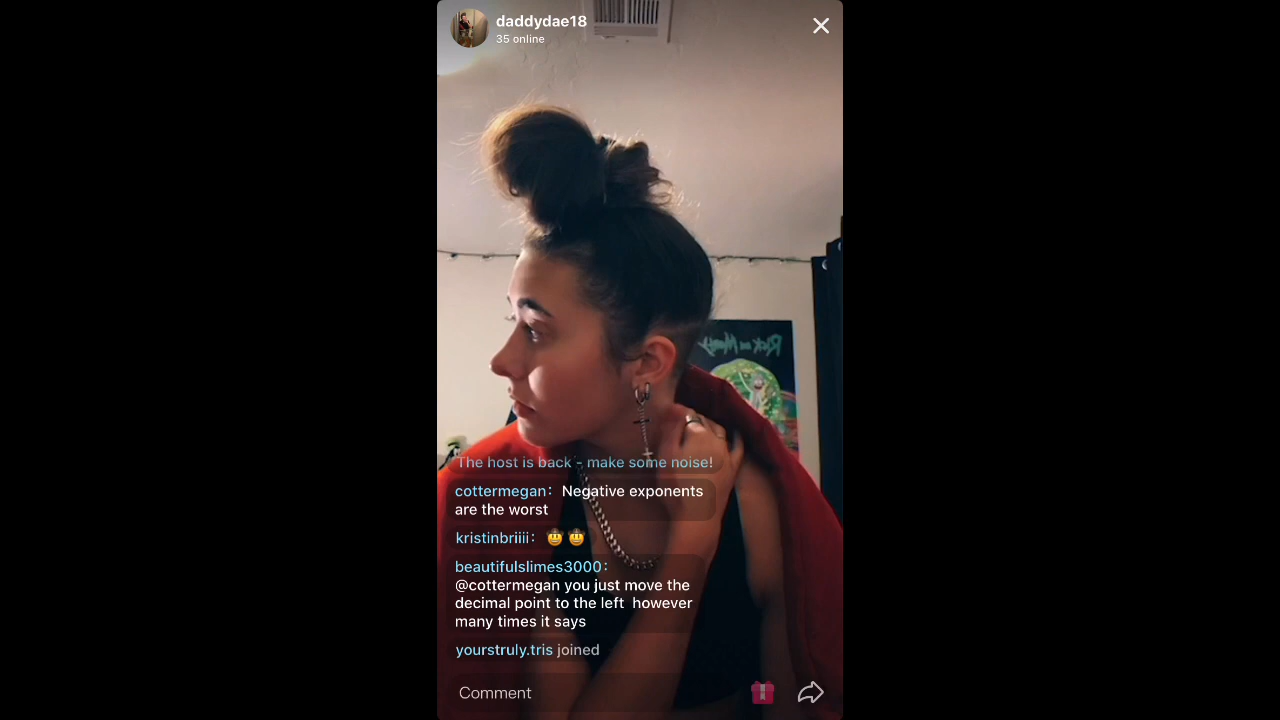 daddydae18
35 online
Rick and Morty
The host is back - make some noise!
cottermegan: Negative exponents
are the worst
kristinbriiii: 🤠🤠
beautifulslimes3000:
@cottermegan you just move the
decimal point to the left however
many times it says
yourstruly.tris joined
Comment